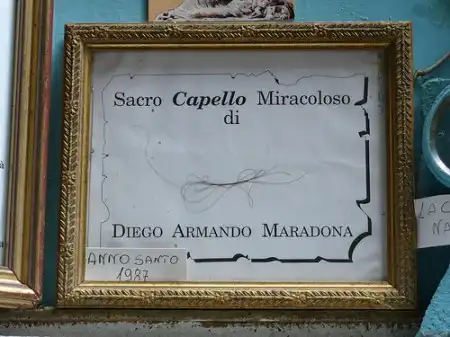 Sacro Capello Miracoloso
di
DIEGO ARMANDO MARADONA
ANNO SANTO
1987